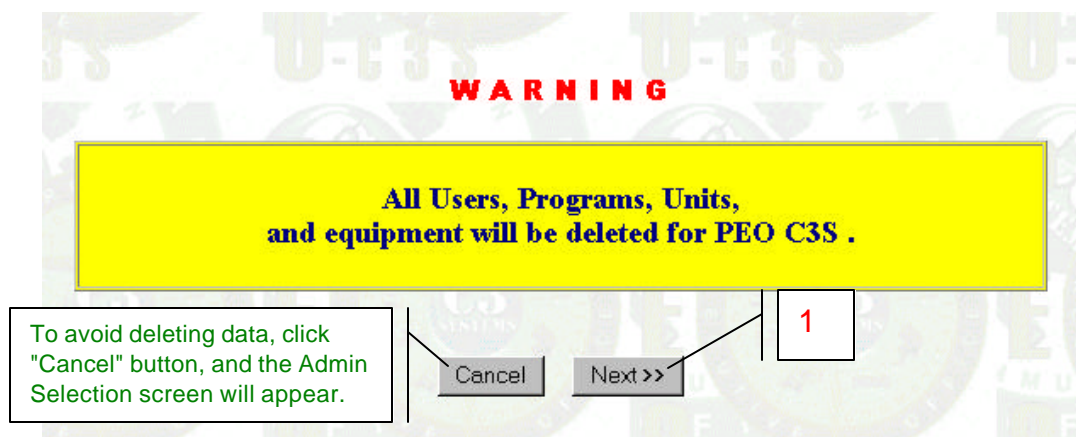 WARNING
All Users, Programs, Units,
and equipment will be deleted for PEO C3S .
To avoid deleting data, click
"Cancel" button, and the Admin
Selection screen will appear.
1
Cancel
Next >>